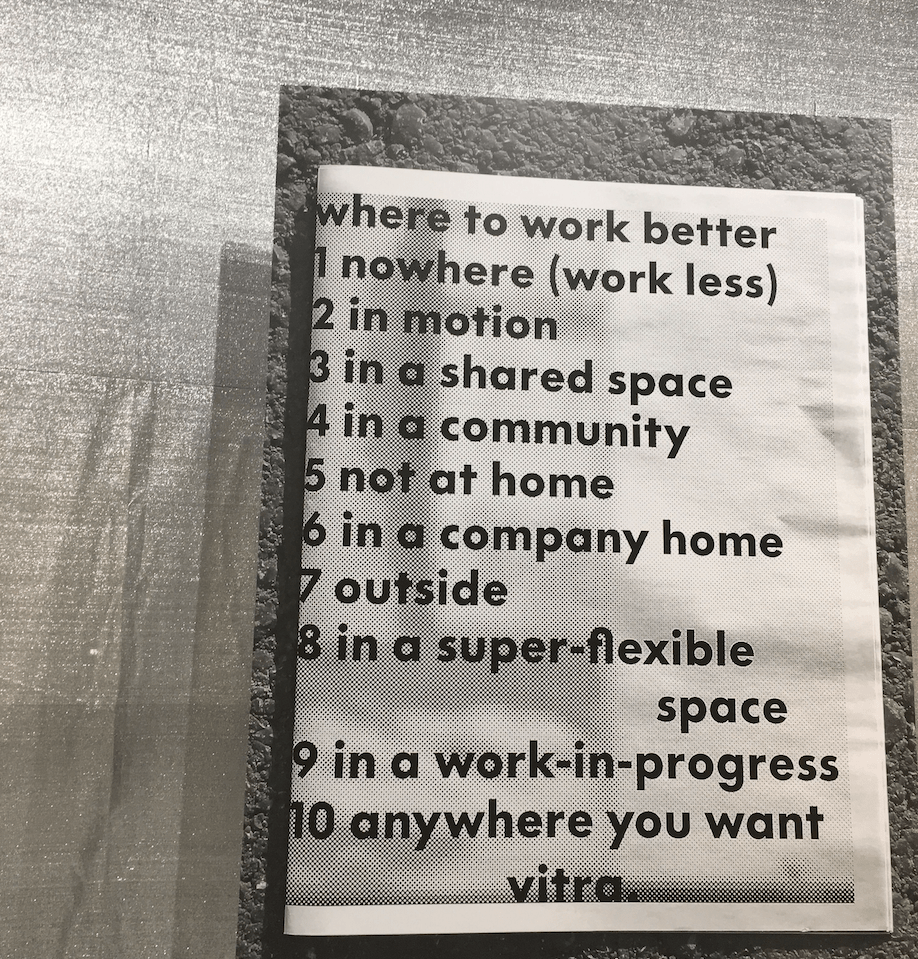 where to work better
1 nowhere (work less)
2 in motion
3 in a shared space
4 in a community
5 not at home
6 in a company home
7 outside
8 in a super-flexible
space
9 in a work-in-progress
10 anywhere you want
vitra.